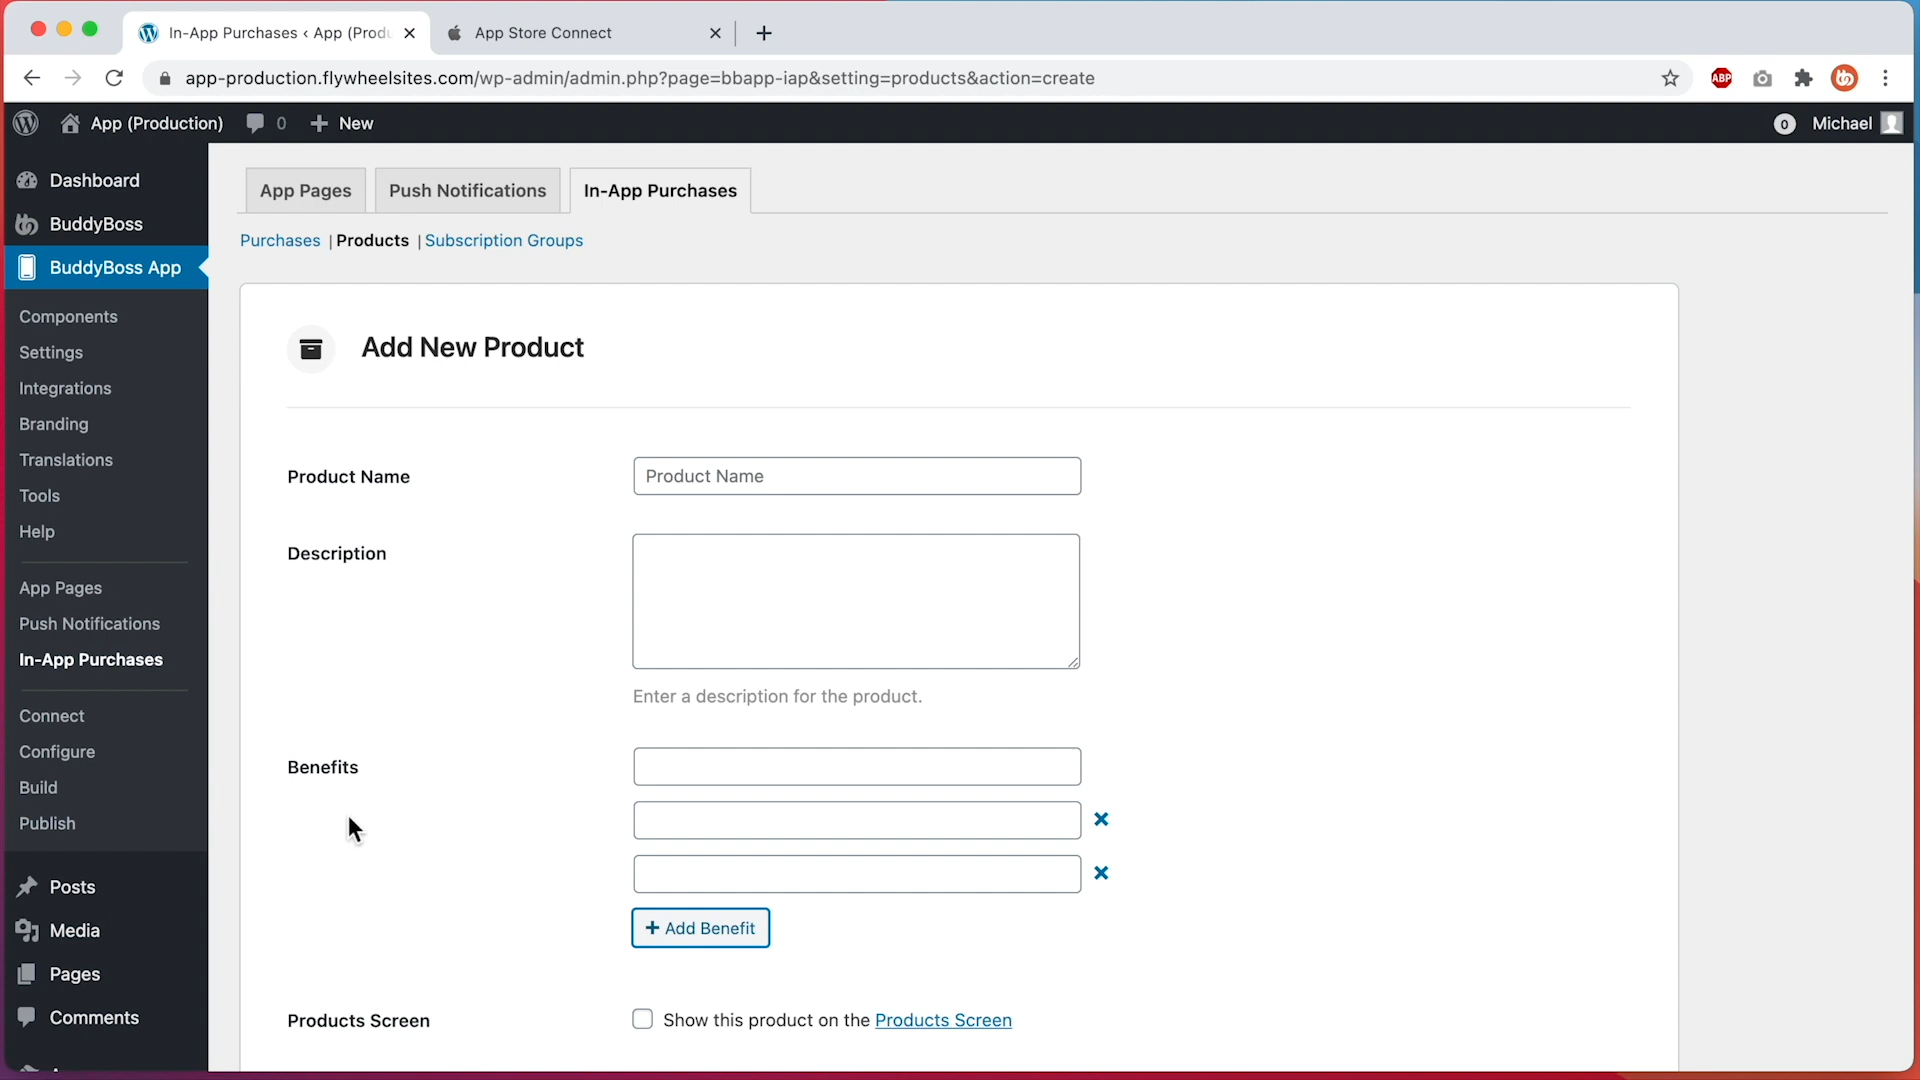 In-App Purchases ‹ App (Produ
App Store Connect
app-production.flywheelsites.com/wp-admin/admin.php?page=bbapp-iap&setting=products&action=create
ABP
App (Production)
0
New
0
Michael
Dashboard
BuddyBoss
BuddyBoss App
Components
Settings
Integrations
Branding
Translations
Tools
Help
App Pages
Push Notifications
In-App Purchases
Connect
Configure
Build
Publish
Posts
Media
Pages
Comments
App Pages
Push Notifications
In-App Purchases
Purchases | Products | Subscription Groups
Add New Product
Product Name
Product Name
Description
Enter a description for the product.
Benefits
+ Add Benefit
Products Screen
Show this product on the Products Screen